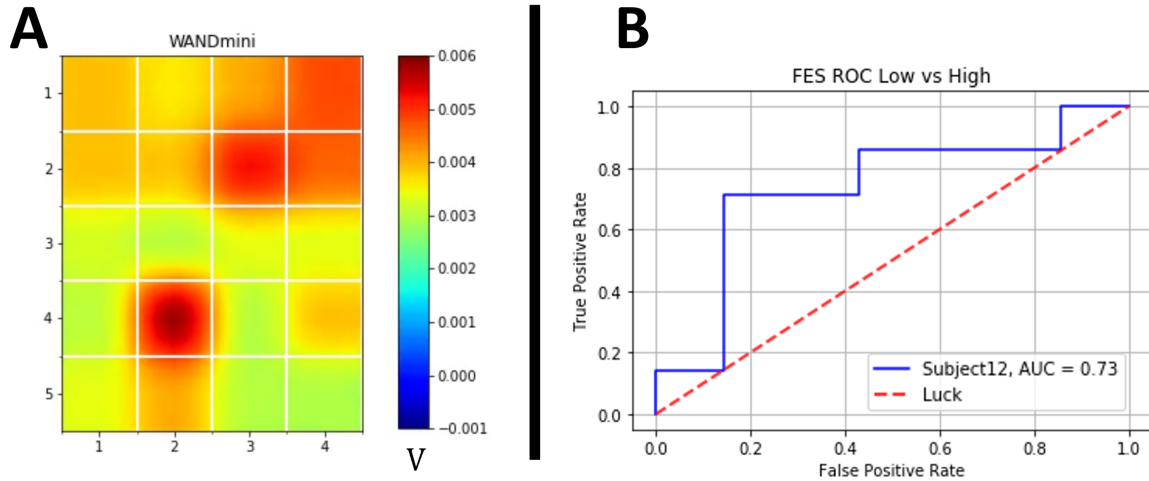 A
WANDmini
1
2
3
4
5
1 2 3 4
0.006
0.005
0.004
0.003
0.002
0.001
0.000
−0.001
V
B
FES ROC Low vs High
True Positive Rate
1.0
0.8
0.6
0.4
0.2
0.0
Subject12, AUC = 0.73
Luck
0.0 0.2 0.4 0.6 0.8 1.0
False Positive Rate